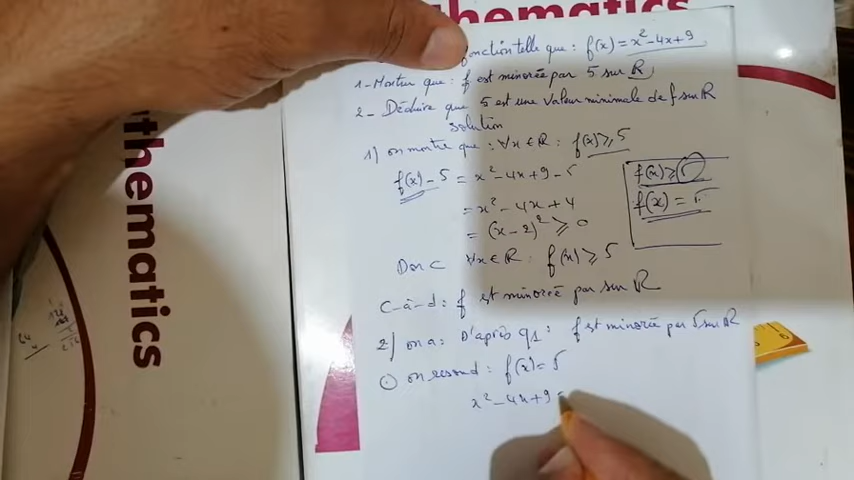 thematics
fonction telle que : f(x) = x²-4x+9
1- Montrer que : f est minorée par 5 sur ℝ
2- Déduire que 5 est une valeur minimale de f sur ℝ
solution
1) on montre que : ∀x ∈ ℝ : f(x) ⩾ 5
f(x) - 5 = x² - 4x + 9 - 5
= x² - 4x + 4
= (x - 2)² ⩾ 0
f(x) ⩾ 5
f(x) = 5
Donc ∀x ∈ ℝ : f(x) ⩾ 5
C-à-d : f est minorée par sur ℝ
2) on a : D'après q1 : f est minorée par 5 sur ℝ
on resoud : f(x) = 5
x² - 4x + 9 =
thematics